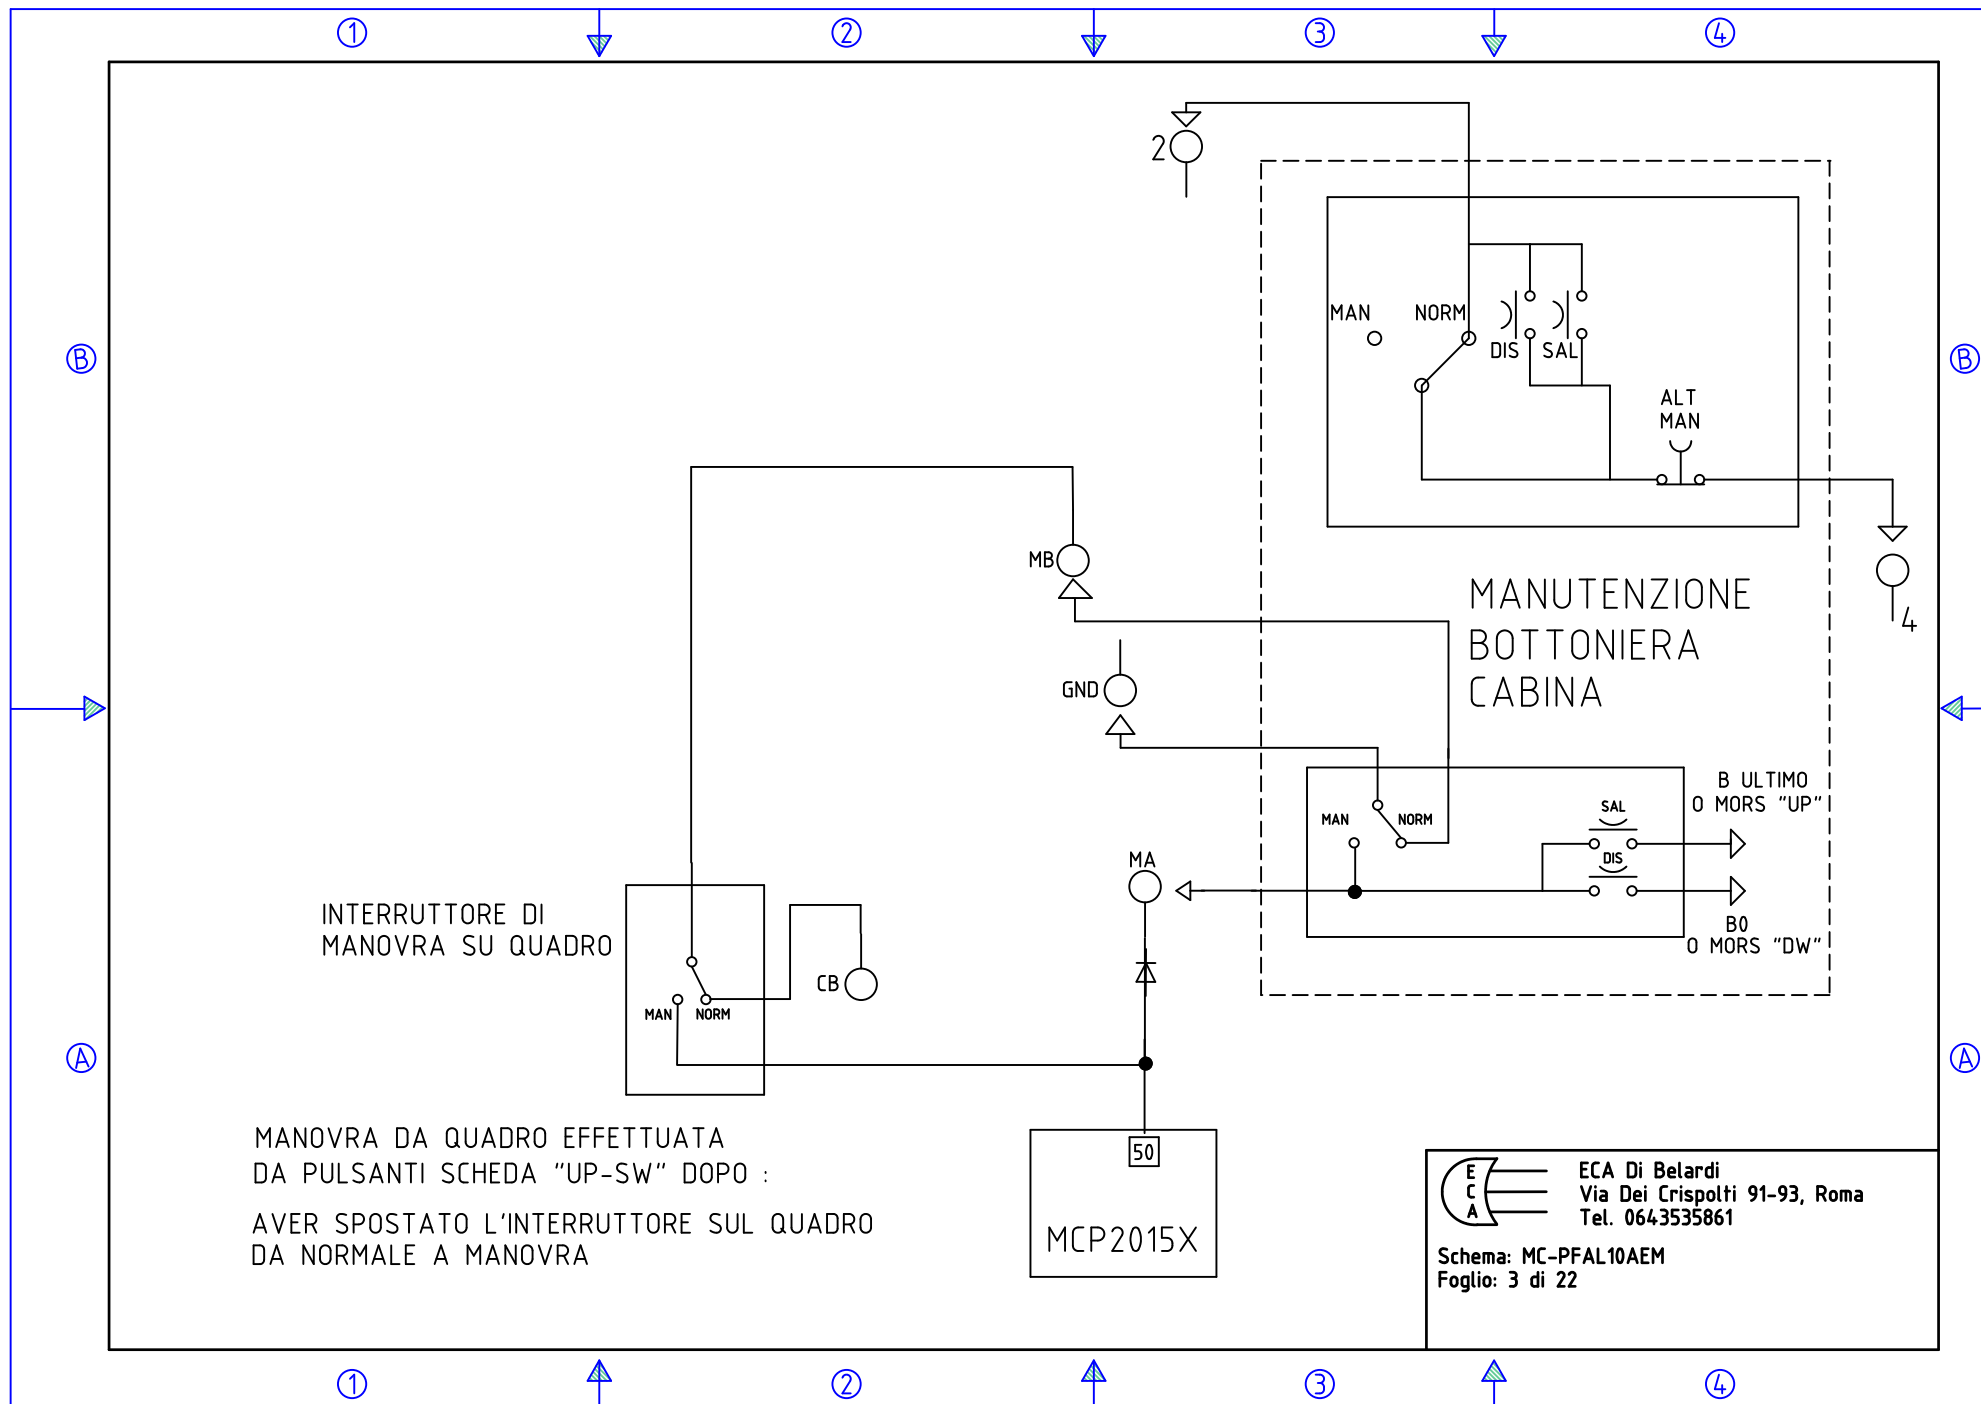 1 2 3 4
2
MAN NORM
DIS SAL
B B
ALT
MAN
MB
MANUTENZIONE
BOTTONIERA
CABINA
4
GND
B ULTIMO
O MORS "UP"
SAL
MAN NORM
DIS
MA
B0
O MORS "DW"
INTERRUTTORE DI
MANOVRA SU QUADRO
CB
MAN NORM
A A
MANOVRA DA QUADRO EFFETTUATA
DA PULSANTI SCHEDA "UP-SW" DOPO :
AVER SPOSTATO L'INTERRUTTORE SUL QUADRO
DA NORMALE A MANOVRA
50
MCP2015X
E
C
A
ECA Di Belardi
Via Dei Crispolti 91-93, Roma
Tel. 0643535861
Schema: MC-PFAL10AEM
Foglio: 3 di 22
1 2 3 4